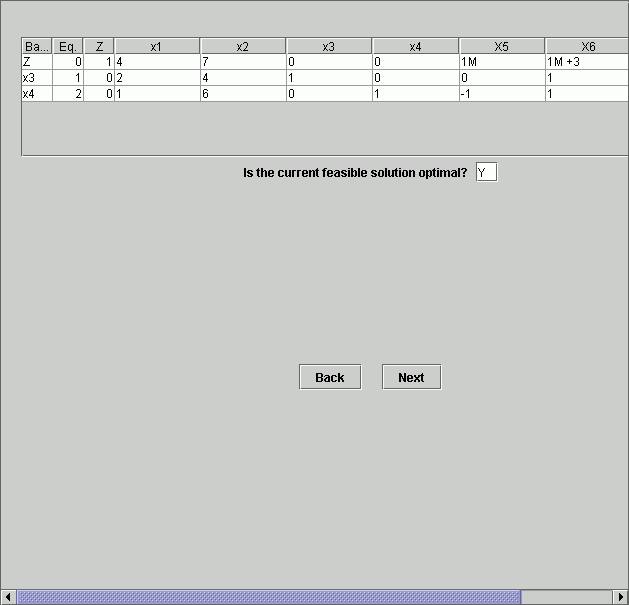 Ba... Eq. Z x1 x2 x3 x4 X5 X6
Z 0 1 4 7 0 0 1M 1M +3
x3 1 0 2 4 1 0 0 1
x4 2 0 1 6 0 1 -1 1
Is the current feasible solution optimal? Y
Back Next